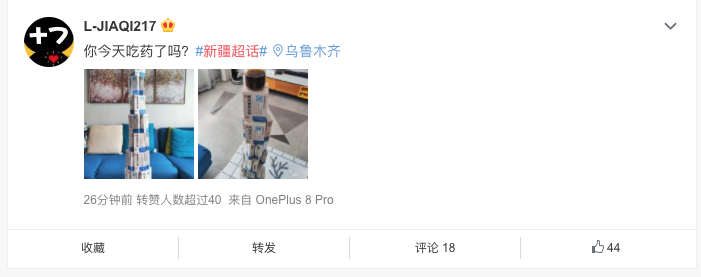 十ㄱ
L-JIAQI217
你今天吃药了吗? #新疆超话# 乌鲁木齐
26分钟前 转赞人数超过40 来自 OnePlus 8 Pro
收藏 转发 评论 18 44